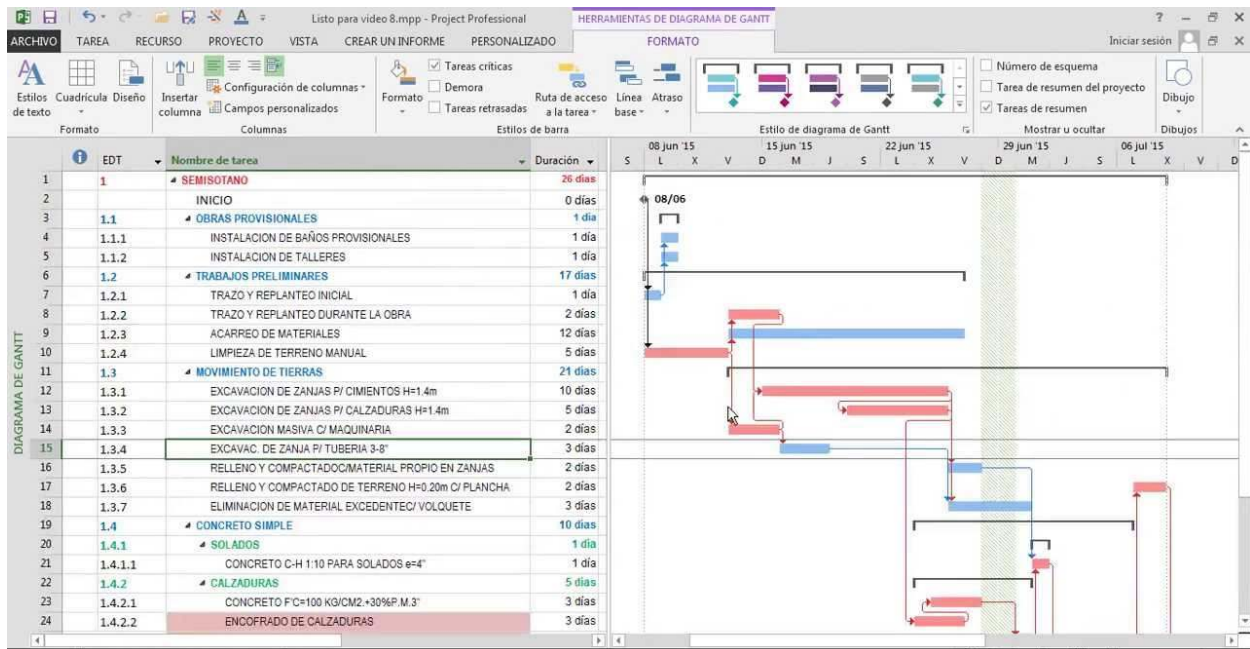 Listo para video 8.mpp - Project Professional
HERRAMIENTAS DE DIAGRAMA DE GANTT
?
ARCHIVO TAREA RECURSO PROYECTO VISTA CREAR UN INFORME PERSONALIZADO FORMATO Iniciar sesión
Estilos de texto
Cuadrícula
Diseño
Formato
Insertar columna
Configuración de columnas
Campos personalizados
Columnas
Formato
Tareas críticas
Demora
Tareas retrasadas
Ruta de acceso a la tarea
Línea base
Atraso
Estilos de barra
Estilo de diagrama de Gantt
Número de esquema
Tarea de resumen del proyecto
Tareas de resumen
Mostrar u ocultar
Dibujo
Dibujos
EDT Nombre de tarea Duración
08 jun '15 15 jun '15 22 jun '15 29 jun '15 06 jul '15
S L X V D M J S L X V D M J S L X V D
DIAGRAMA DE GANTT
1 1 SEMISOTANO 26 días
2 INICIO 0 días 08/06
3 1.1 OBRAS PROVISIONALES 1 día
4 1.1.1 INSTALACION DE BAÑOS PROVISIONALES 1 día
5 1.1.2 INSTALACION DE TALLERES 1 día
6 1.2 TRABAJOS PRELIMINARES 17 días
7 1.2.1 TRAZO Y REPLANTEO INICIAL 1 día
8 1.2.2 TRAZO Y REPLANTEO DURANTE LA OBRA 2 días
9 1.2.3 ACARREO DE MATERIALES 12 días
10 1.2.4 LIMPIEZA DE TERRENO MANUAL 5 días
11 1.3 MOVIMIENTO DE TIERRAS 21 días
12 1.3.1 EXCAVACION DE ZANJAS P/ CIMIENTOS H=1.4m 10 días
13 1.3.2 EXCAVACION DE ZANJAS P/ CALZADURAS H=1.4m 5 días
14 1.3.3 EXCAVACION MASIVA C/ MAQUINARIA 2 días
15 1.3.4 EXCAVAC. DE ZANJA P/ TUBERIA 3-8" 3 días
16 1.3.5 RELLENO Y COMPACTADOC/MATERIAL PROPIO EN ZANJAS 2 días
17 1.3.6 RELLENO Y COMPACTADO DE TERRENO H=0.20m C/ PLANCHA 2 días
18 1.3.7 ELIMINACION DE MATERIAL EXCEDENTEC/ VOLQUETE 3 días
19 1.4 CONCRETO SIMPLE 10 días
20 1.4.1 SOLADOS 1 día
21 1.4.1.1 CONCRETO C-H 1:10 PARA SOLADOS e=4" 1 día
22 1.4.2 CALZADURAS 5 días
23 1.4.2.1 CONCRETO F'C=100 KG/CM2.+30%P.M.3" 3 días
24 1.4.2.2 ENCOFRADO DE CALZADURAS 3 días